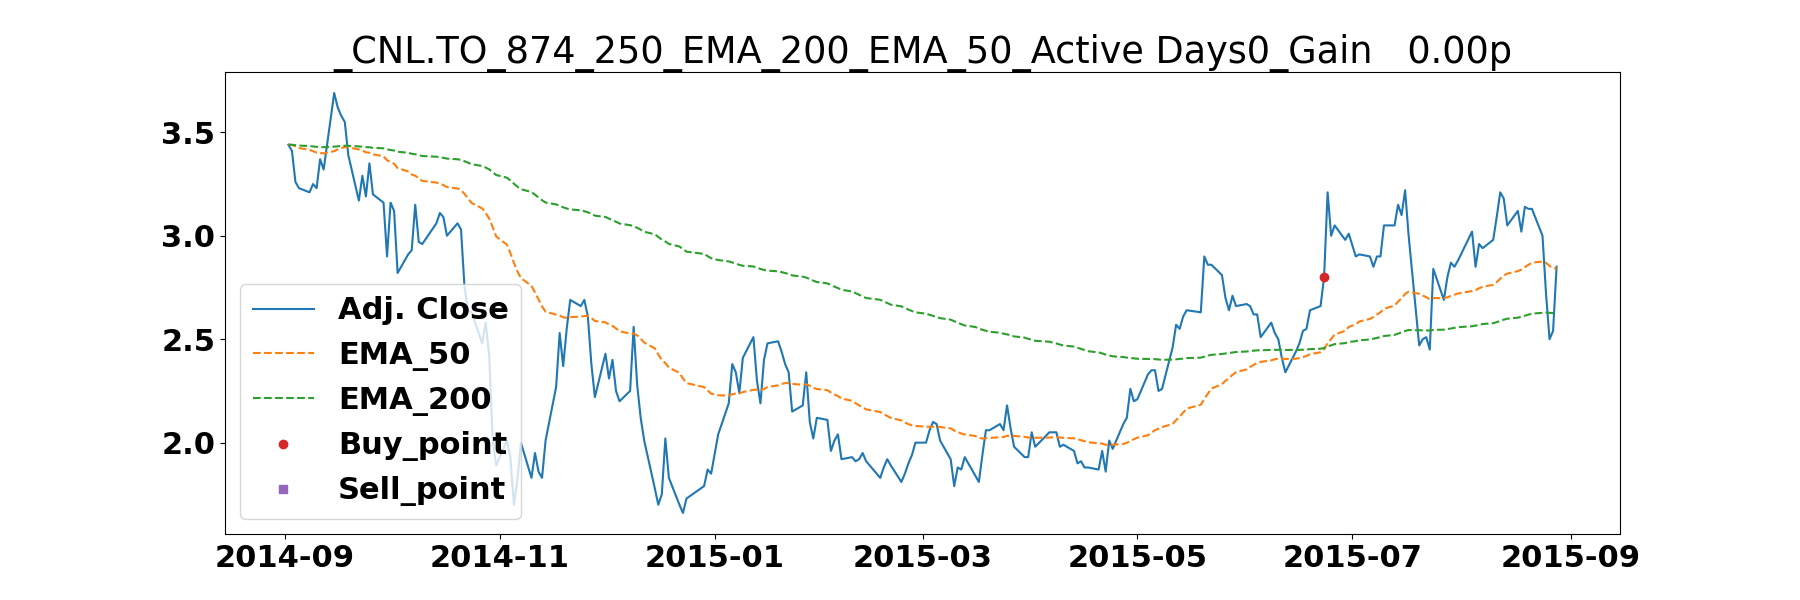 _CNL.TO_874_250_EMA_200_EMA_50_Active Days0_Gain   0.00p
3.5
3.0
2.5
2.0
Adj. Close
EMA_50
EMA_200
Buy_point
Sell_point
2014-09 2014-11 2015-01 2015-03 2015-05 2015-07 2015-09